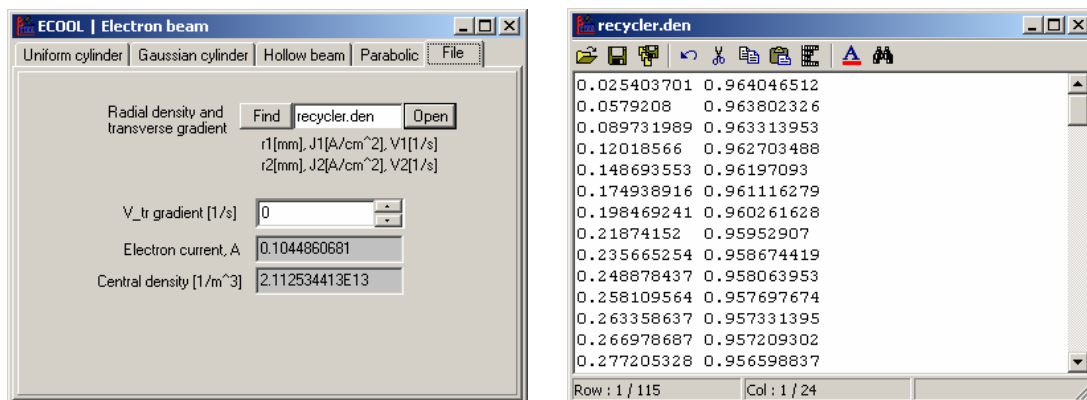 ECOOL | Electron beam
Uniform cylinder Gaussian cylinder Hollow beam Parabolic File
Radial density and
transverse gradient
Find recycler.den Open
r1[mm], J1[A/cm^2], V1[1/s]
r2[mm], J2[A/cm^2], V2[1/s]
V_tr gradient [1/s] 0
Electron current, A 0.1044860681
Central density [1/m^3] 2.112534413E13
recycler.den
0.025403701 0.964046512
0.0579208 0.963802326
0.089731989 0.963313953
0.12018566 0.962703488
0.148693553 0.96197093
0.174938916 0.961116279
0.198469241 0.960261628
0.21874152 0.95952907
0.235665254 0.958674419
0.248878437 0.958063953
0.258109564 0.957697674
0.263358637 0.957331395
0.266978687 0.957209302
0.277205328 0.956598837
Row : 1 / 115 Col : 1 / 24